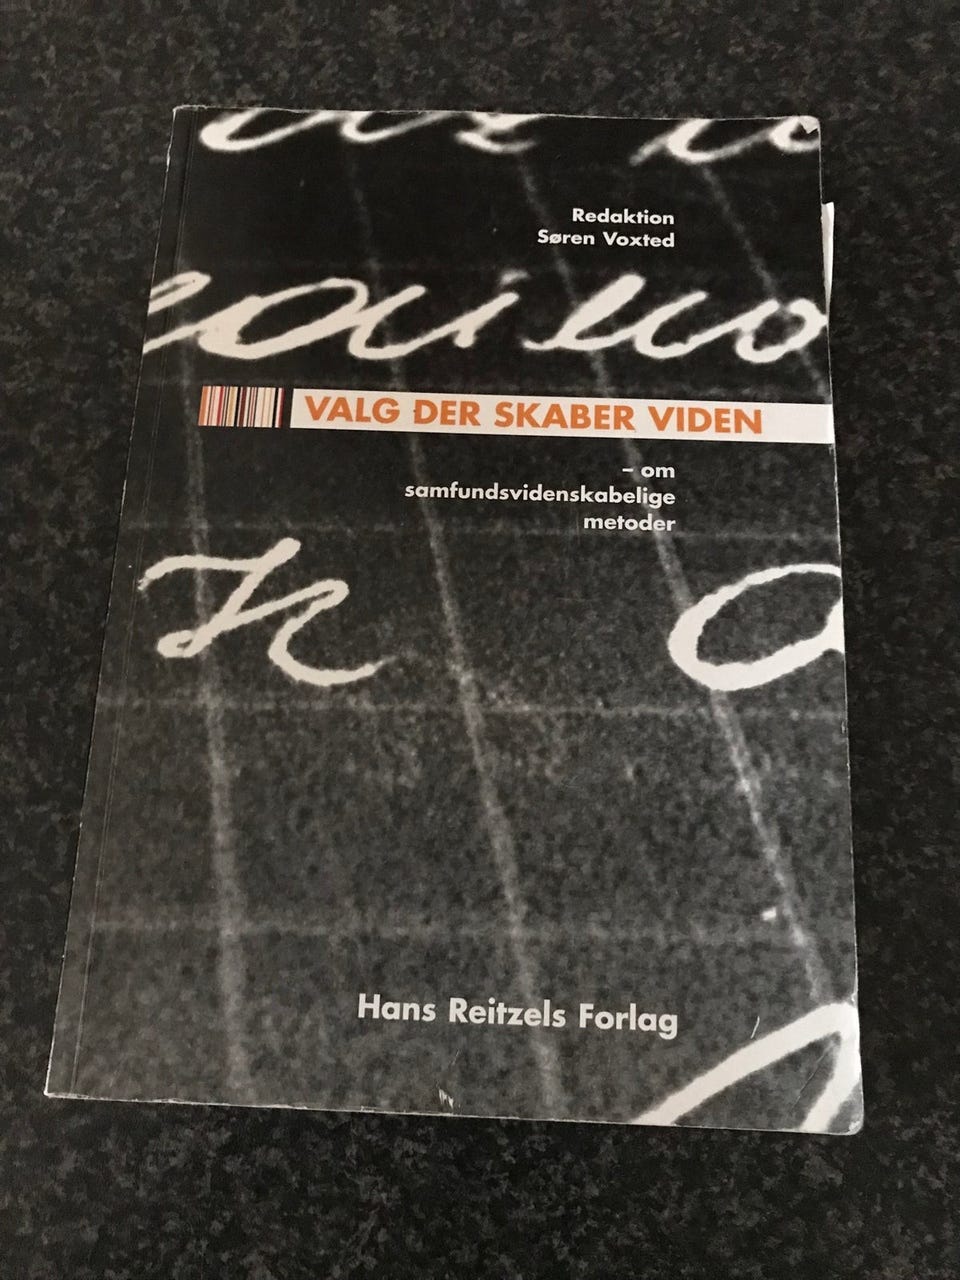 Redaktion
Søren Voxted
VALG DER SKABER VIDEN
– om
samfundsvidenskabelige
metoder
Hans Reitzels Forlag